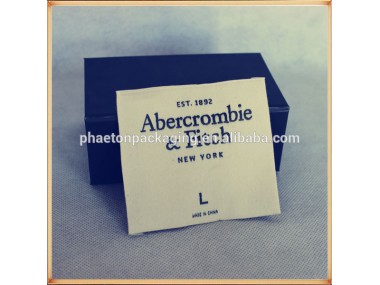 EST. 1892
Abercrombie
& Fitch
phaetonpackaging.en.alibaba.com
NEW YORK
L
MADE IN CHINA